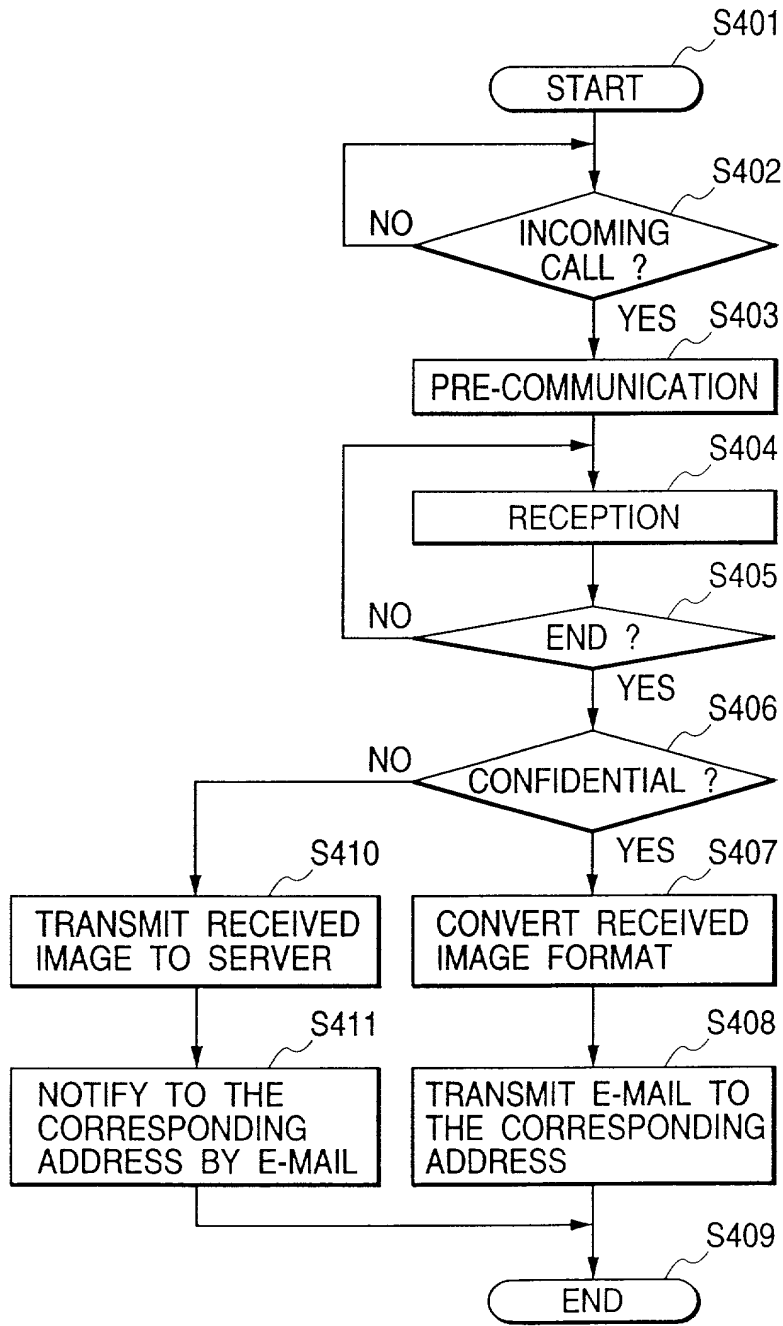 S401
START
S402
NO
INCOMING
CALL ?
YES
S403
PRE-COMMUNICATION
S404
RECEPTION
S405
NO
END ?
YES
S406
NO
CONFIDENTIAL ?
YES
S410
S407
TRANSMIT RECEIVED
IMAGE TO SERVER
CONVERT RECEIVED
IMAGE FORMAT
S411
S408
NOTIFY TO THE
CORRESPONDING
ADDRESS BY E-MAIL
TRANSMIT E-MAIL TO
THE CORRESPONDING
ADDRESS
S409
END